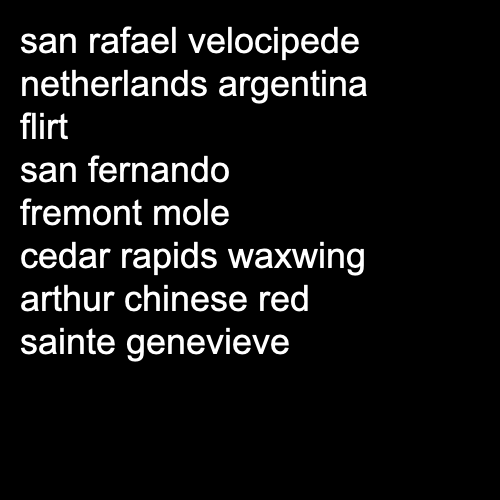 san rafael velocipede
netherlands argentina
flirt
san fernando
fremont mole
cedar rapids waxwing
arthur chinese red
sainte genevieve